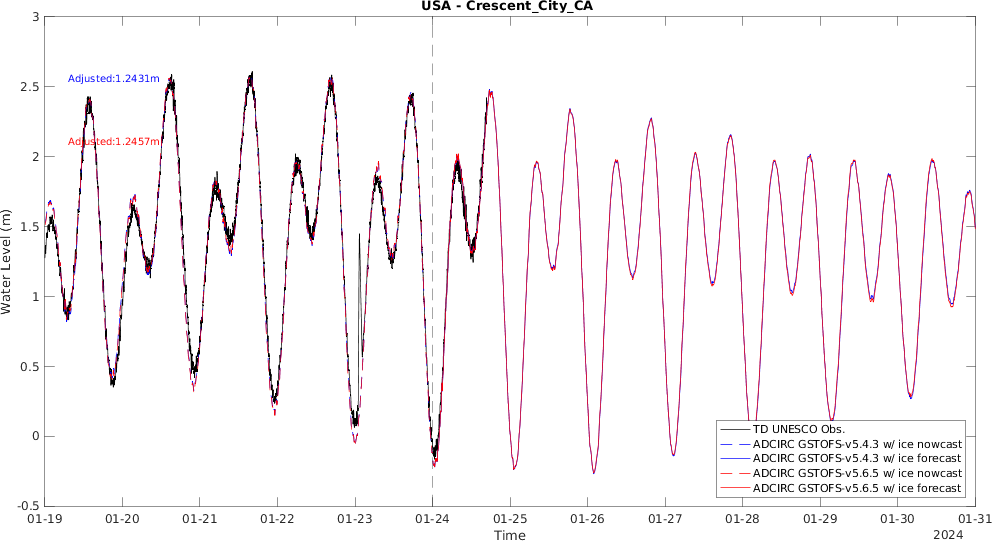 USA - Crescent_City_CA
3
2.5
2
1.5
1
0.5
0
-0.5
Water Level (m)
Adjusted:1.2431m
Adjusted:1.2457m
TD UNESCO Obs.
ADCIRC GSTOFS-v5.4.3 w/ ice nowcast
ADCIRC GSTOFS-v5.4.3 w/ ice forecast
ADCIRC GSTOFS-v5.6.5 w/ ice nowcast
ADCIRC GSTOFS-v5.6.5 w/ ice forecast
01-19 01-20 01-21 01-22 01-23 01-24 01-25 01-26 01-27 01-28 01-29 01-30 01-31
Time
2024